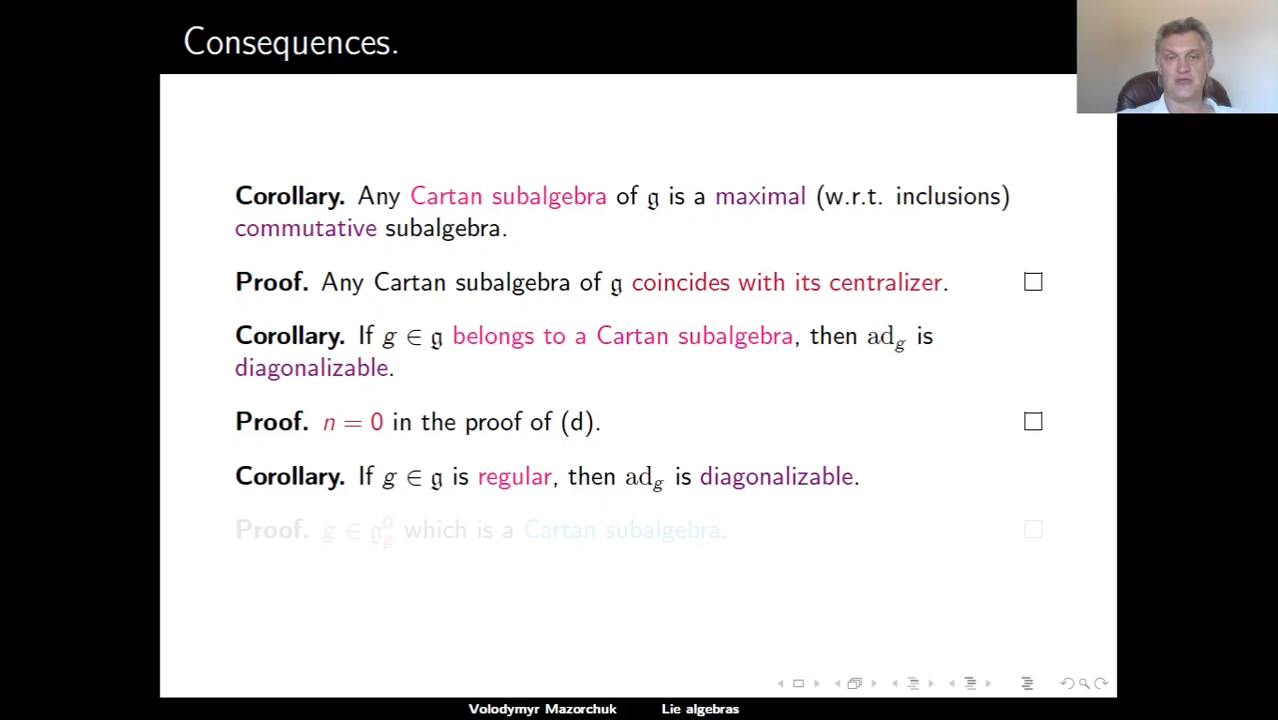 Consequences.
Corollary. Any Cartan subalgebra of 𝔤 is a maximal (w.r.t. inclusions)
commutative subalgebra.
Proof. Any Cartan subalgebra of 𝔤 coincides with its centralizer. □
Corollary. If g ∈ 𝔤 belongs to a Cartan subalgebra, then ad_g is
diagonalizable.
Proof. n = 0 in the proof of (d). □
Corollary. If g ∈ 𝔤 is regular, then ad_g is diagonalizable.
Proof. g ∈ 𝔤_g^0 which is a Cartan subalgebra. □
Volodymyr Mazorchuk Lie algebras